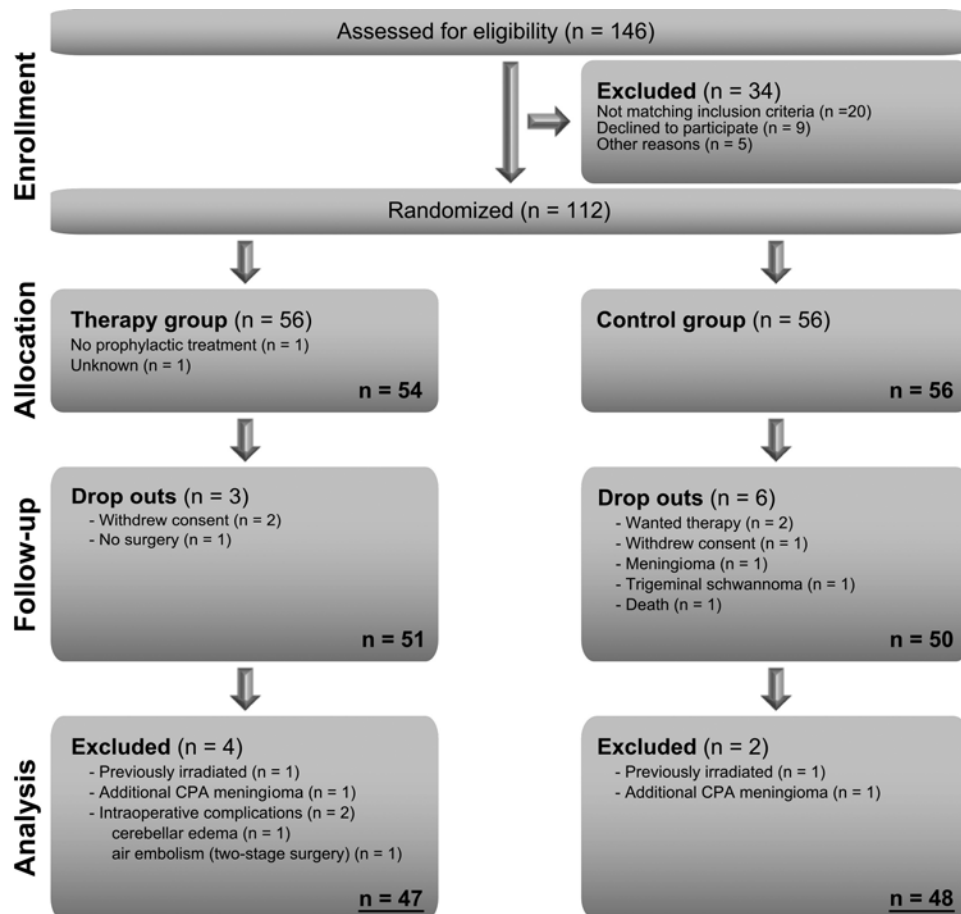 Enrollment
Assessed for eligibility (n = 146)
Excluded (n = 34)
Not matching inclusion criteria (n =20)
Declined to participate (n = 9)
Other reasons (n = 5)
Randomized (n = 112)
Allocation
Therapy group (n = 56)
No prophylactic treatment (n = 1)
Unknown (n = 1)
n = 54
Control group (n = 56)
n = 56
Follow-up
Drop outs (n = 3)
- Withdrew consent (n = 2)
- No surgery (n = 1)
n = 51
Drop outs (n = 6)
- Wanted therapy (n = 2)
- Withdrew consent (n = 1)
- Meningioma (n = 1)
- Trigeminal schwannoma (n = 1)
- Death (n = 1)
n = 50
Analysis
Excluded (n = 4)
- Previously irradiated (n = 1)
- Additional CPA meningioma (n = 1)
- Intraoperative complications (n = 2)
cerebellar edema (n = 1)
air embolism (two-stage surgery) (n = 1)
n = 47
Excluded (n = 2)
- Previously irradiated (n = 1)
- Additional CPA meningioma (n = 1)
n = 48